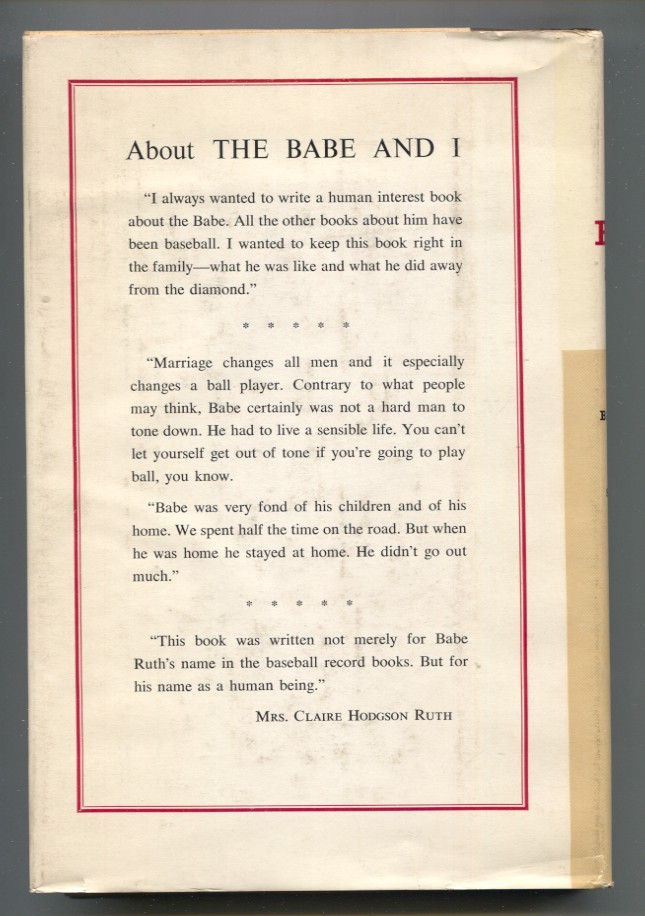 About THE BABE AND I
“I always wanted to write a human interest book
about the Babe. All the other books about him have
been baseball. I wanted to keep this book right in
the family—what he was like and what he did away
from the diamond.”
* * * * *
“Marriage changes all men and it especially
changes a ball player. Contrary to what people
may think, Babe certainly was not a hard man to
tone down. He had to live a sensible life. You can’t
let yourself get out of tone if you’re going to play
ball, you know.
“Babe was very fond of his children and of his
home. We spent half the time on the road. But when
he was home he stayed at home. He didn’t go out
much.”
* * * * *
“This book was written not merely for Babe
Ruth’s name in the baseball record books. But for
his name as a human being.”
MRS. CLAIRE HODGSON RUTH